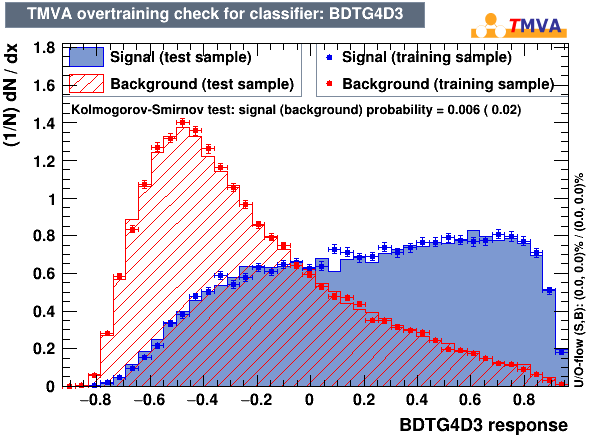 TMVA overtraining check for classifier: BDTG4D3
TMVA
(1/N) dN / dx
1.8
1.6
1.4
1.2
1
0.8
0.6
0.4
0.2
0
Signal (test sample)
Background (test sample)
Signal (training sample)
Background (training sample)
Kolmogorov-Smirnov test: signal (background) probability = 0.006 ( 0.02)
−0.8 −0.6 −0.4 −0.2 0 0.2 0.4 0.6 0.8
BDTG4D3 response
U/O-flow (S,B): (0.0, 0.0)% / (0.0, 0.0)%